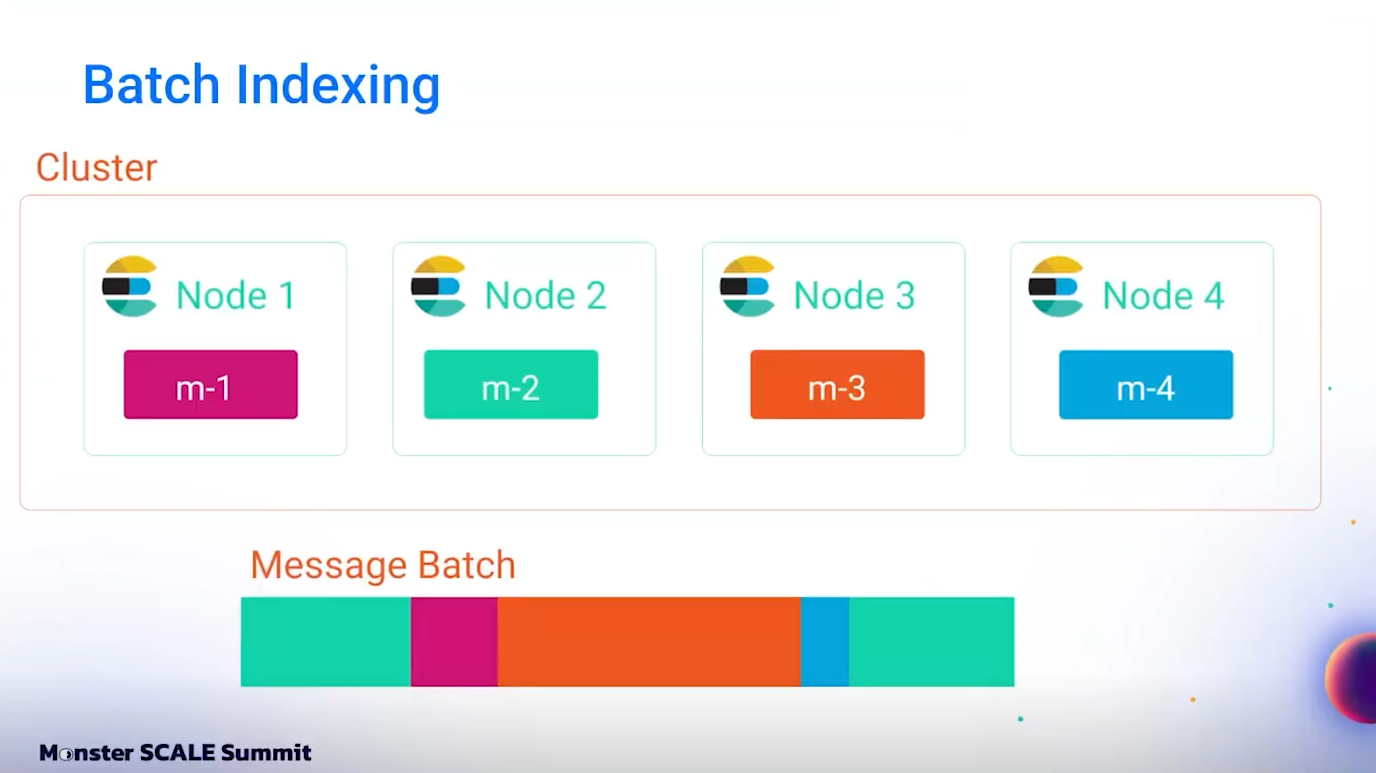 Batch Indexing
Cluster
Node 1
Node 2
Node 3
Node 4
m-1
m-2
m-3
m-4
Message Batch
Monster SCALE Summit